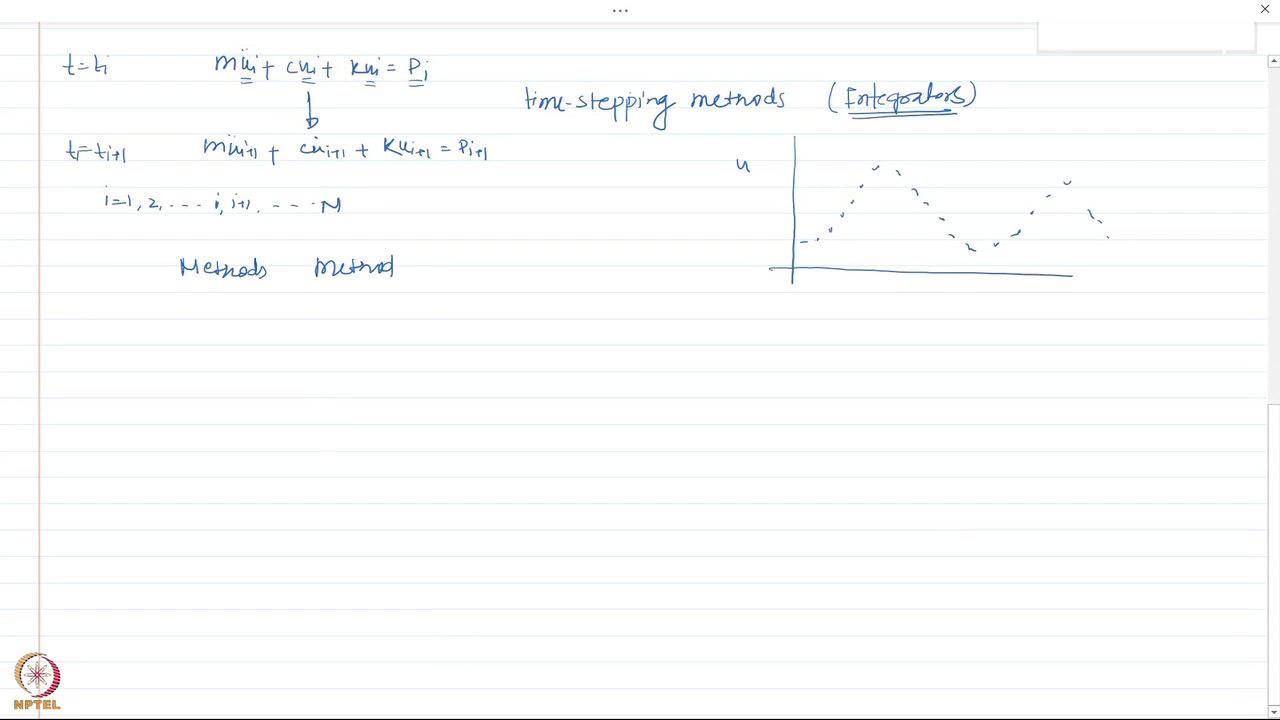 t=ti müi + cu̇i + kui = Pi
time-stepping methods (Integrators)
ti=ti+1 müi+1 + cu̇i+1 + kui+1 = Pi+1
u
i=1, 2, ---- i, i+1, - --- N
Methods method
NPTEL